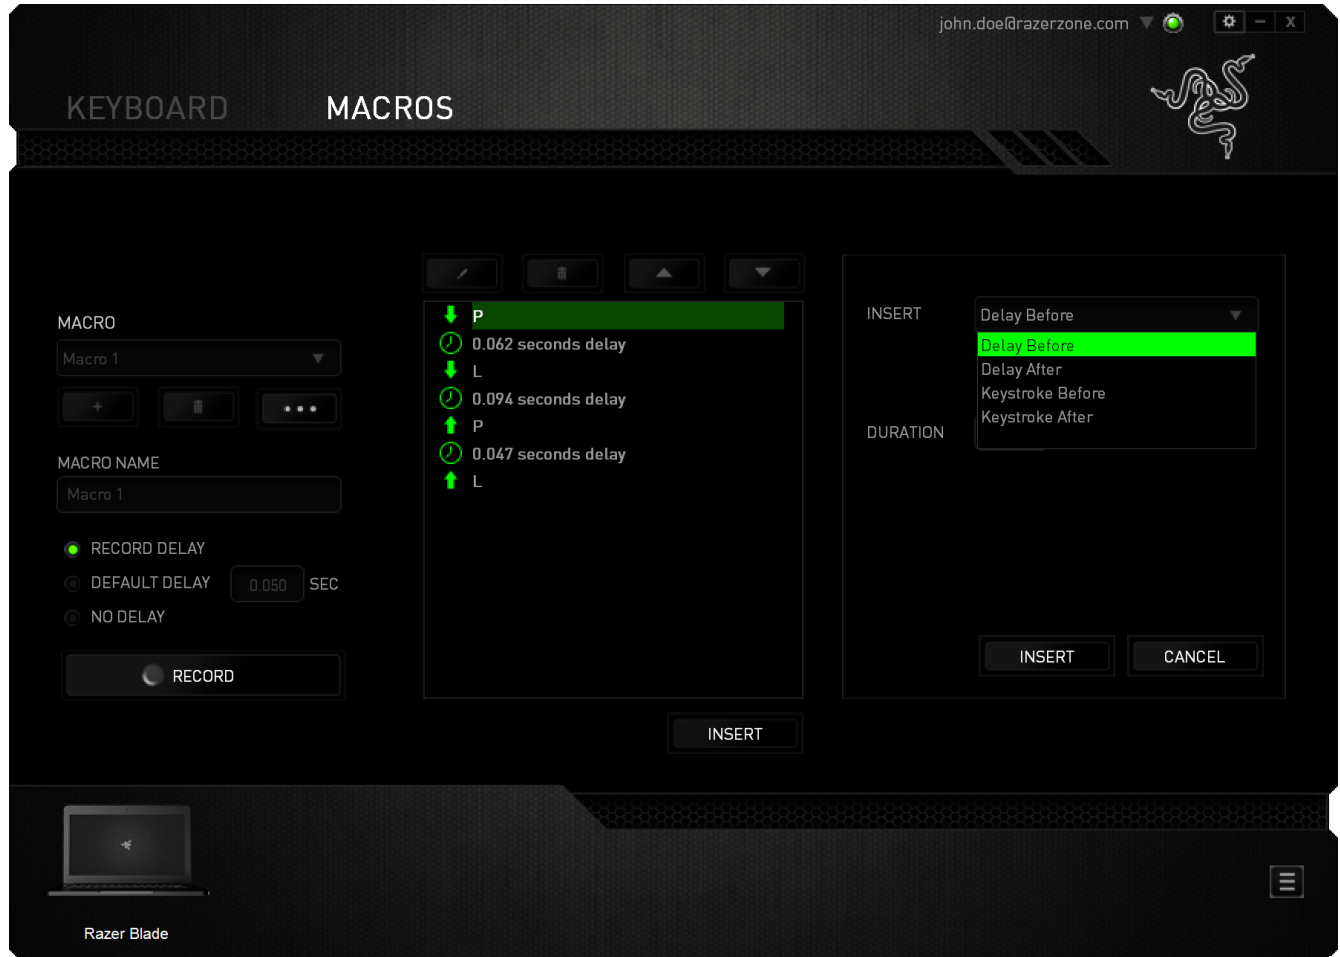 john.doe@razerzone.com
X
KEYBOARD
MACROS
MACRO
Macro 1
MACRO NAME
Macro 1
RECORD DELAY
DEFAULT DELAY 0.050 SEC
NO DELAY
RECORD
P
0.062 seconds delay
L
0.094 seconds delay
P
0.047 seconds delay
L
INSERT
INSERT
Delay Before
Delay Before
Delay After
Keystroke Before
Keystroke After
DURATION
INSERT
CANCEL
Razer Blade